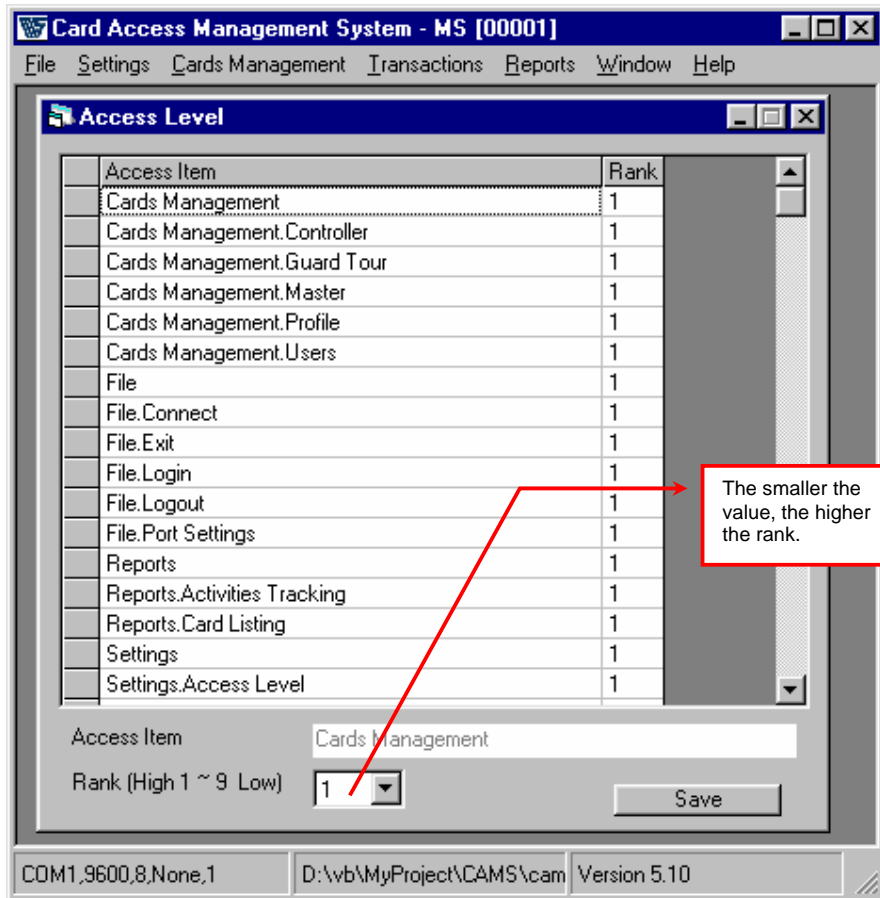 Card Access Management System - MS [00001]
File Settings Cards Management Transactions Reports Window Help
Access Level
Access Item Rank
Cards Management 1
Cards Management.Controller 1
Cards Management.Guard Tour 1
Cards Management.Master 1
Cards Management.Profile 1
Cards Management.Users 1
File 1
File.Connect 1
File.Exit 1
File.Login 1
File.Logout 1
File.Port Settings 1
Reports 1
Reports.Activities Tracking 1
Reports.Card Listing 1
Settings 1
Settings.Access Level 1
The smaller the
value, the higher
the rank.
Access Item Cards Management
Rank (High 1 ~ 9 Low) 1
Save
COM1,9600,8,None,1 D:\vb\MyProject\CAMS\cam Version 5.10